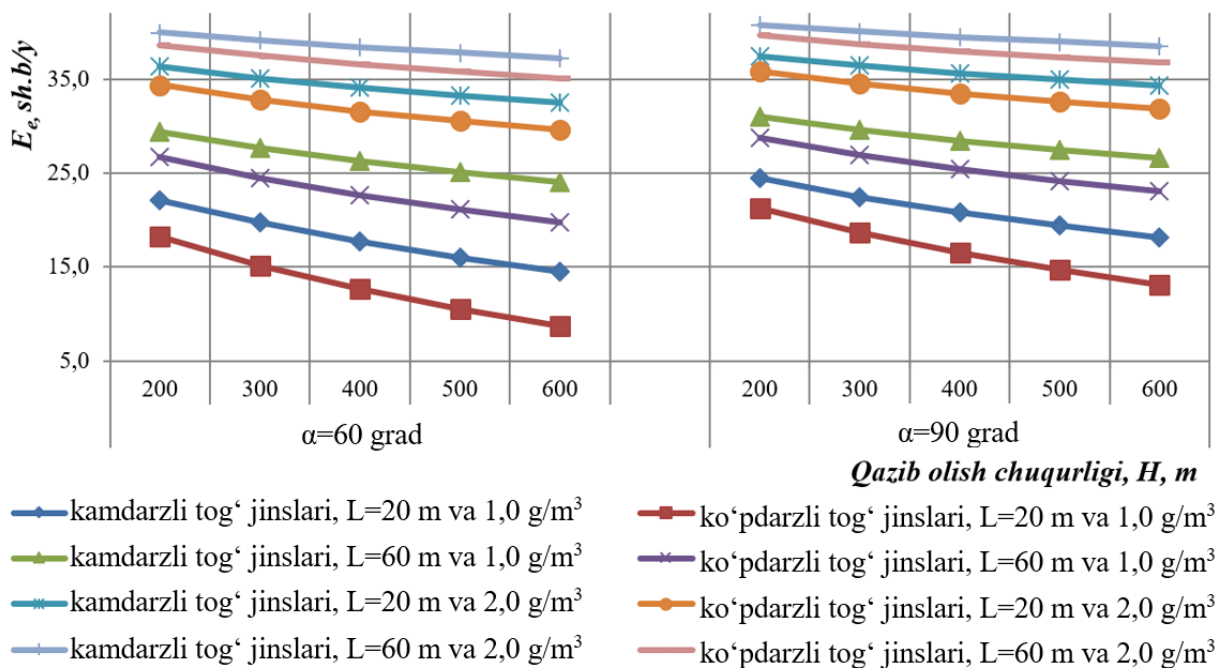 E_e, sh.b/y
35,0
25,0
15,0
5,0
200 300 400 500 600 200 300 400 500 600
α=60 grad α=90 grad
Qazib olish chuqurligi, H, m
kamdarzli tog‘ jinslari, L=20 m va 1,0 g/m³ ko‘pdarzli tog‘ jinslari, L=20 m va 1,0 g/m³
kamdarzli tog‘ jinslari, L=60 m va 1,0 g/m³ ko‘pdarzli tog‘ jinslari, L=60 m va 1,0 g/m³
kamdarzli tog‘ jinslari, L=20 m va 2,0 g/m³ ko‘pdarzli tog‘ jinslari, L=20 m va 2,0 g/m³
kamdarzli tog‘ jinslari, L=60 m va 2,0 g/m³ ko‘pdarzli tog‘ jinslari, L=60 m va 2,0 g/m³